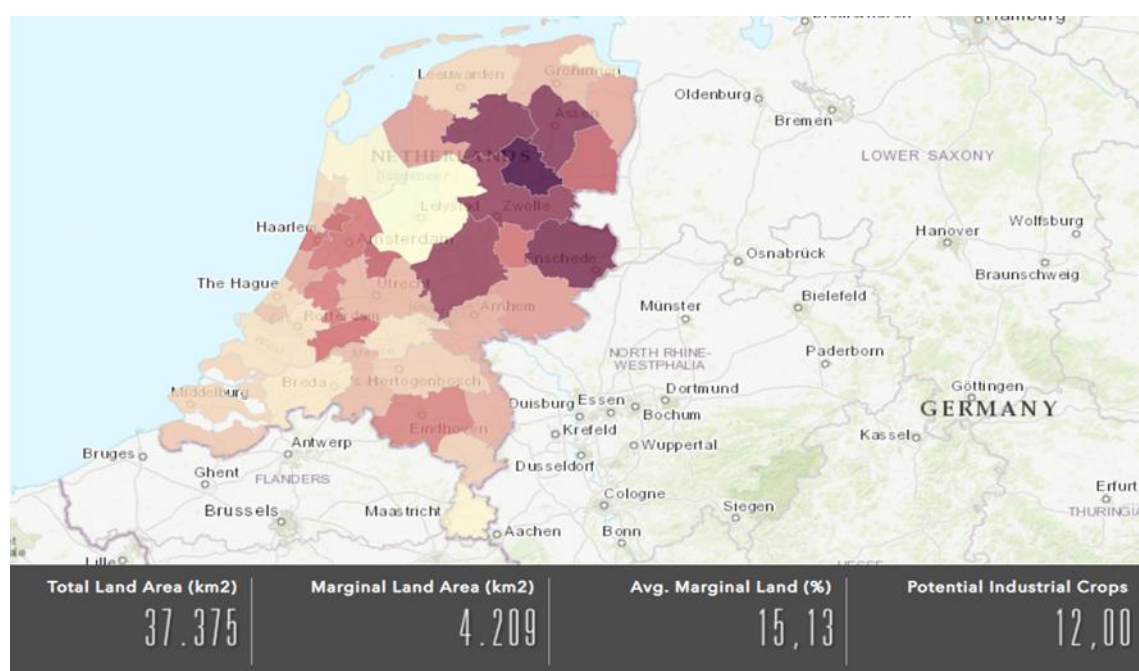 Hamburg
Leeuwarden
Groningen
Oldenburg
Bremen
Assen
NETHERLANDS
LOWER SAXONY
IJsselmeer
Lelystad
Zwolle
Wolfsburg
Haarlem
Amsterdam
Hanover
Enschede
Osnabrück
Braunschweig
The Hague
Utrecht
Bielefeld
Arnhem
Münster
Rotterdam
Waal
Meuse
NORTH RHINE-
WESTPHALIA
Paderborn
Middelburg
Breda
's-Hertogenbosch
Dortmund
Göttingen
Duisburg
Essen
Bochum
GERMANY
Eindhoven
Krefeld
Kassel
Antwerp
Wuppertal
Bruges
Dusseldorf
Ghent
FLANDERS
Cologne
Erfurt
Brussels
Maastricht
Siegen
THURINGIA
Aachen
Bonn
Lille
HESSE
Total Land Area (km2)
37.375
Marginal Land Area (km2)
4.209
Avg. Marginal Land (%)
15,13
Potential Industrial Crops
12,00